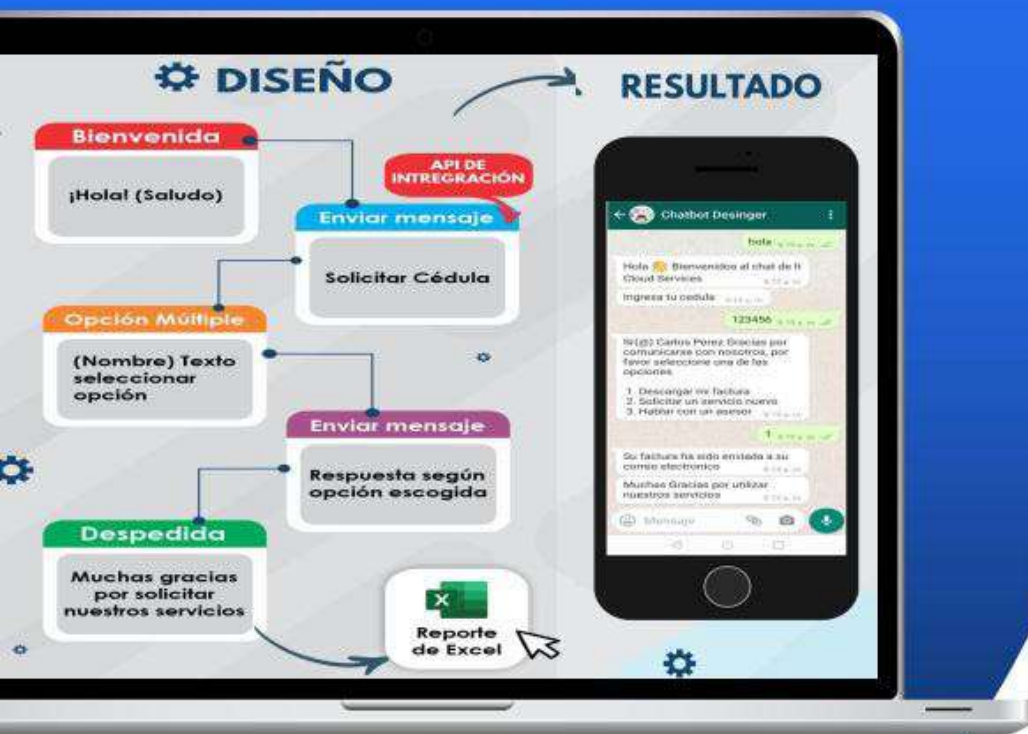 DISEÑO
RESULTADO
Bienvenida
¡Hola! (Saludo)
API DE
INTREGRACIÓN
Enviar mensaje
Solicitar Cédula
Opción Múltiple
(Nombre) Texto
seleccionar
opción
Enviar mensaje
Respuesta según
opción escogida
Despedida
Muchas gracias
por solicitar
nuestros servicios
Reporte
de Excel
Chatbot Desinger
hola
Hola Bienvenidos al chat de It
Cloud Services
Ingresa tu cedula
123456
Sr(@) Carlos Perez Gracias por
comunicarse con nosotros, por
favor seleccione una de las
opciones
1. Descargar mi factura
2. Solicitar un servicio nuevo
3. Hablar con un asesor
1
Su factura ha sido enviada a su
correo electronico
Muchas Gracias por utilizar
nuestros servicios
Mensaje